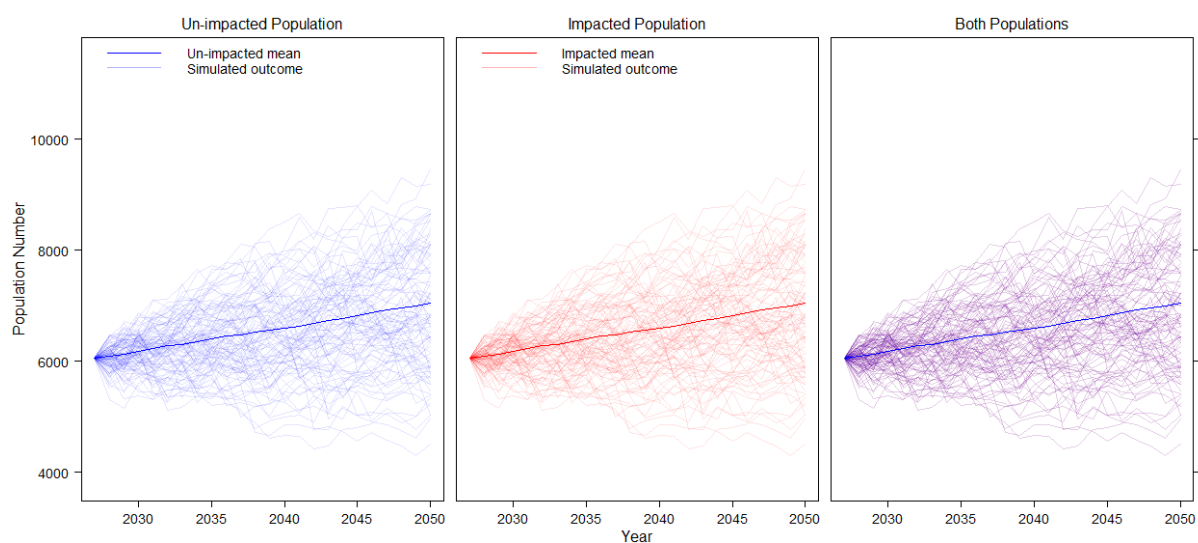 Un-impacted Population
Impacted Population
Both Populations
Un-impacted mean
Simulated outcome
Impacted mean
Simulated outcome
Population Number
10000
8000
6000
4000
2030 2035 2040 2045 2050
2030 2035 2040 2045 2050
2030 2035 2040 2045 2050
Year